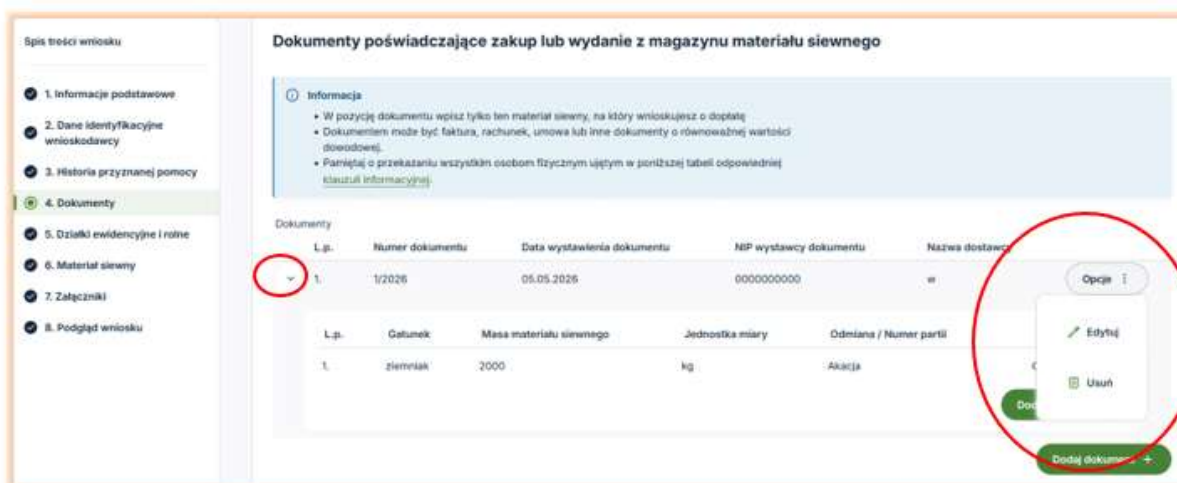 Spis treści wniosku
1. Informacje podstawowe
2. Dane identyfikacyjne
wnioskodawcy
3. Historia przyznanej pomocy
4. Dokumenty
5. Działki ewidencyjne i rolne
6. Materiał siewny
7. Załączniki
8. Podgląd wniosku
Dokumenty poświadczające zakup lub wydanie z magazynu materiału siewnego
Informacja
• W pozycję dokumentu wpisz tylko ten materiał siewny, na który wnioskujesz o dopłatę
• Dokumentem może być faktura, rachunek, umowa lub inne dokumenty o równoważnej wartości
dowodowej.
• Pamiętaj o przekazaniu wszystkim osobom fizycznym ujętym w poniższej tabeli odpowiedniej
klauzuli informacyjnej.
Dokumenty
L.p. Numer dokumentu Data wystawienia dokumentu NIP wystawcy dokumentu Nazwa dostawcy
1. 1/2026 05.05.2026 0000000000 w Opcje
L.p. Gatunek Masa materiału siewnego Jednostka miary Odmiana / Numer partii
Edytuj
1. ziemniak 2000 kg Akacja
Usuń
Dodaj dokument +